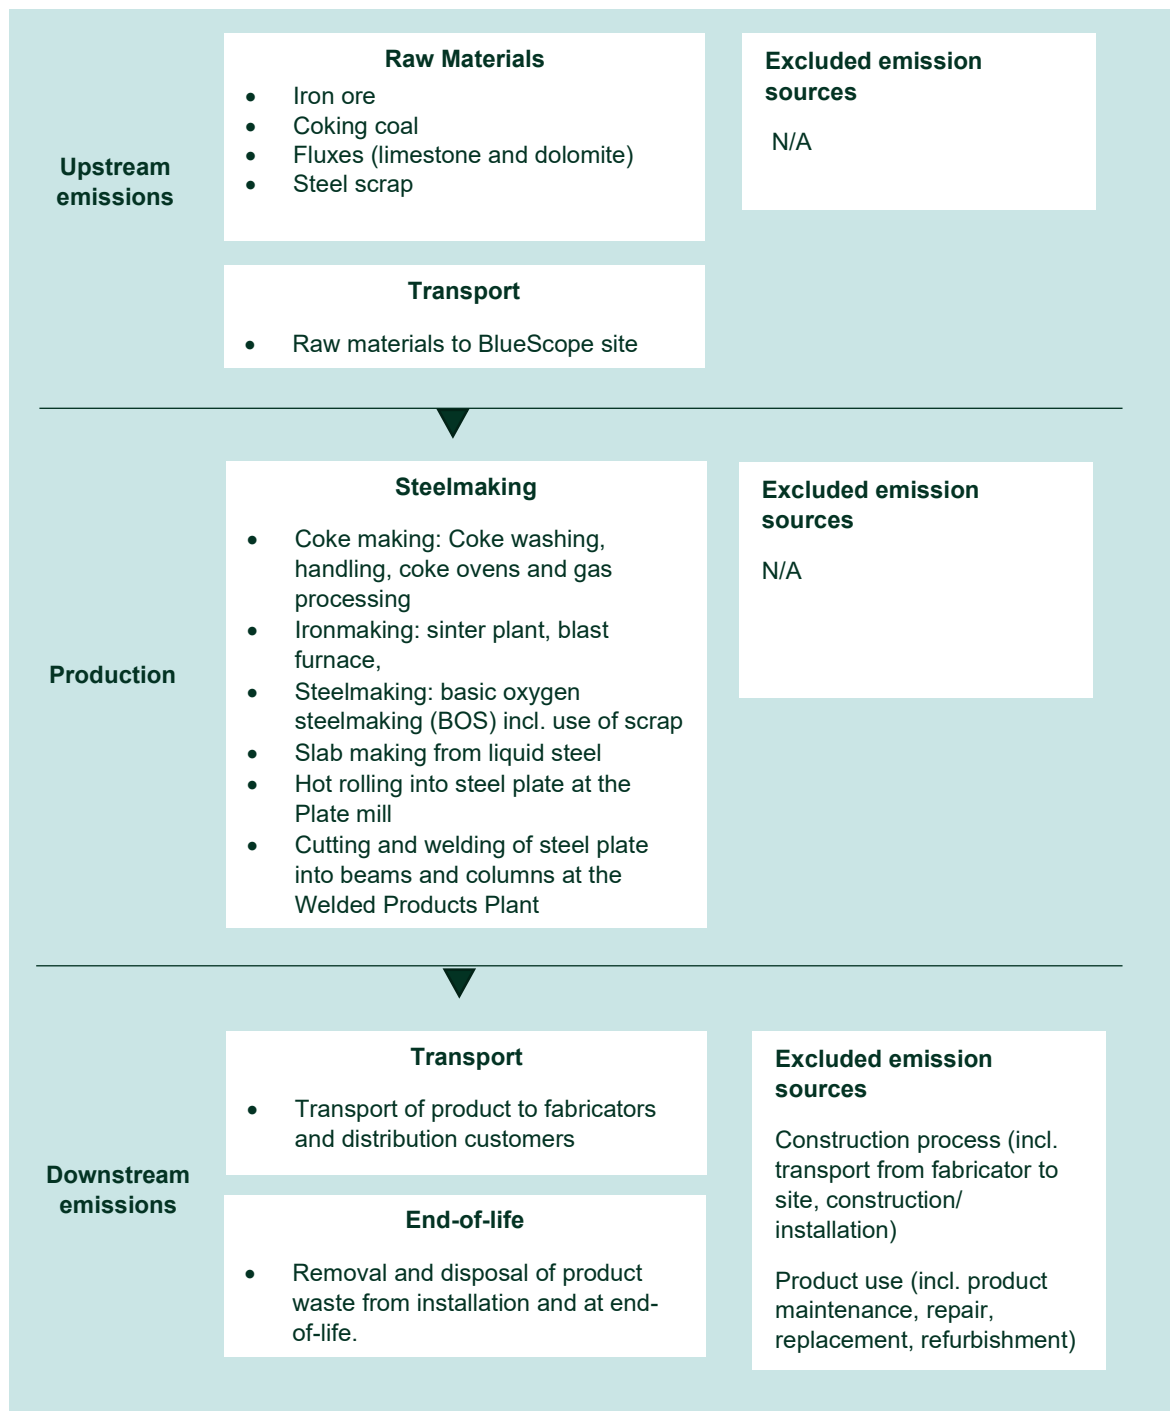 Upstream
emissions
Raw Materials
• Iron ore
• Coking coal
• Fluxes (limestone and dolomite)
• Steel scrap
Excluded emission
sources
N/A
Transport
• Raw materials to BlueScope site
Production
Steelmaking
• Coke making: Coke washing,
handling, coke ovens and gas
processing
• Ironmaking: sinter plant, blast
furnace,
• Steelmaking: basic oxygen
steelmaking (BOS) incl. use of scrap
• Slab making from liquid steel
• Hot rolling into steel plate at the
Plate mill
• Cutting and welding of steel plate
into beams and columns at the
Welded Products Plant
Excluded emission
sources
N/A
Downstream
emissions
Transport
• Transport of product to fabricators
and distribution customers
End-of-life
• Removal and disposal of product
waste from installation and at end-
of-life.
Excluded emission
sources
Construction process (incl.
transport from fabricator to
site, construction/
installation)
Product use (incl. product
maintenance, repair,
replacement, refurbishment)